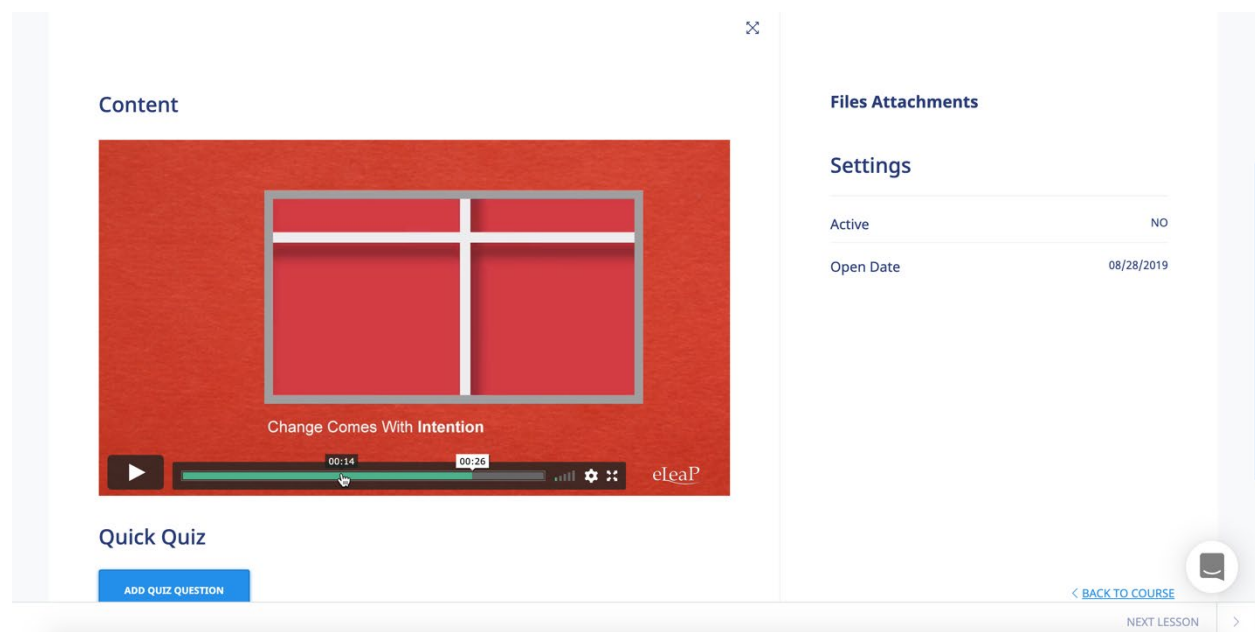 Content
Change Comes With Intention
00:14
00:26
eLeaP
Quick Quiz
ADD QUIZ QUESTION
Files Attachments
Settings
Active NO
Open Date 08/28/2019
< BACK TO COURSE
NEXT LESSON >